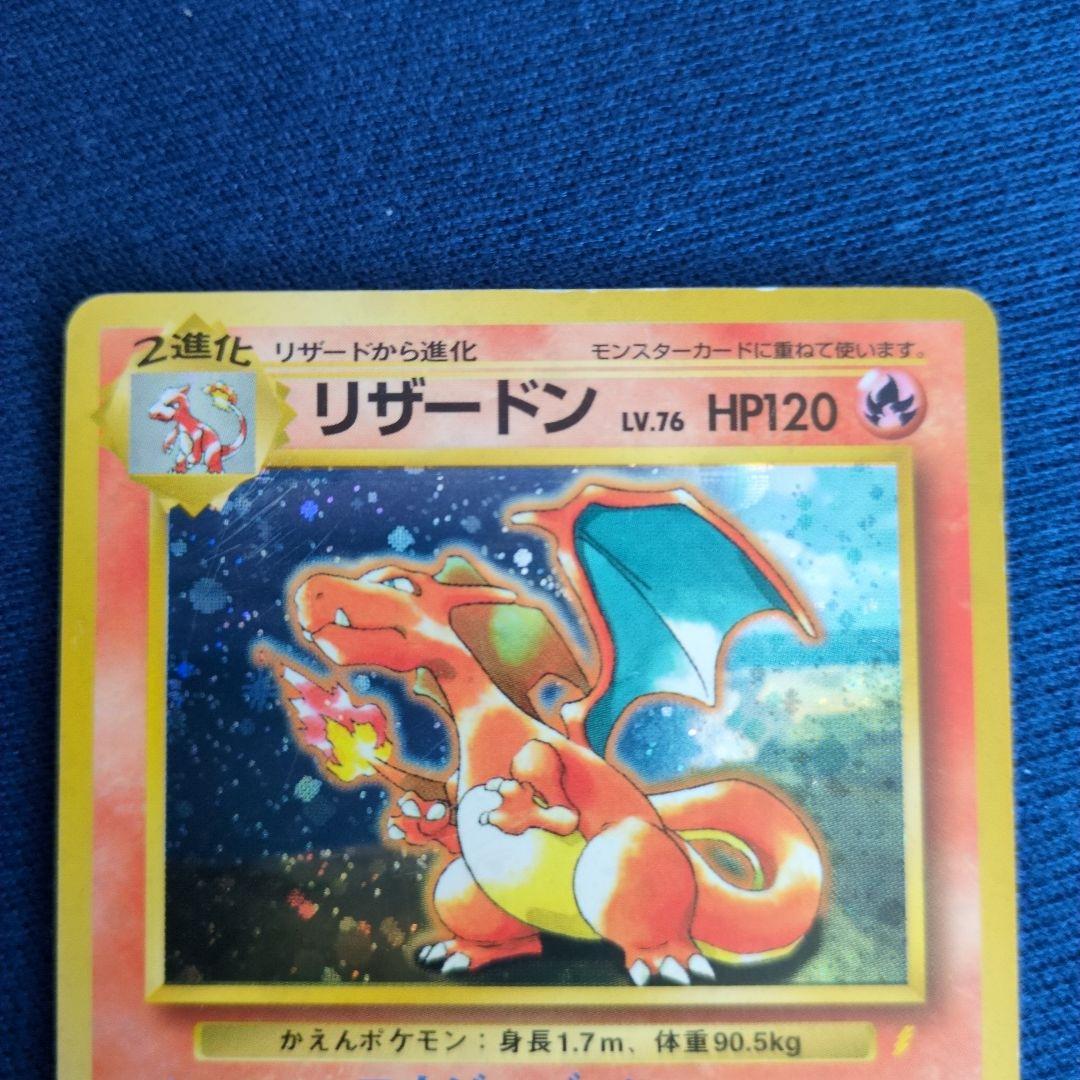 2進化
リザードから進化
モンスターカードに重ねて使います。
リザードン LV.76 HP120
かえんポケモン：身長1.7m、体重90.5kg